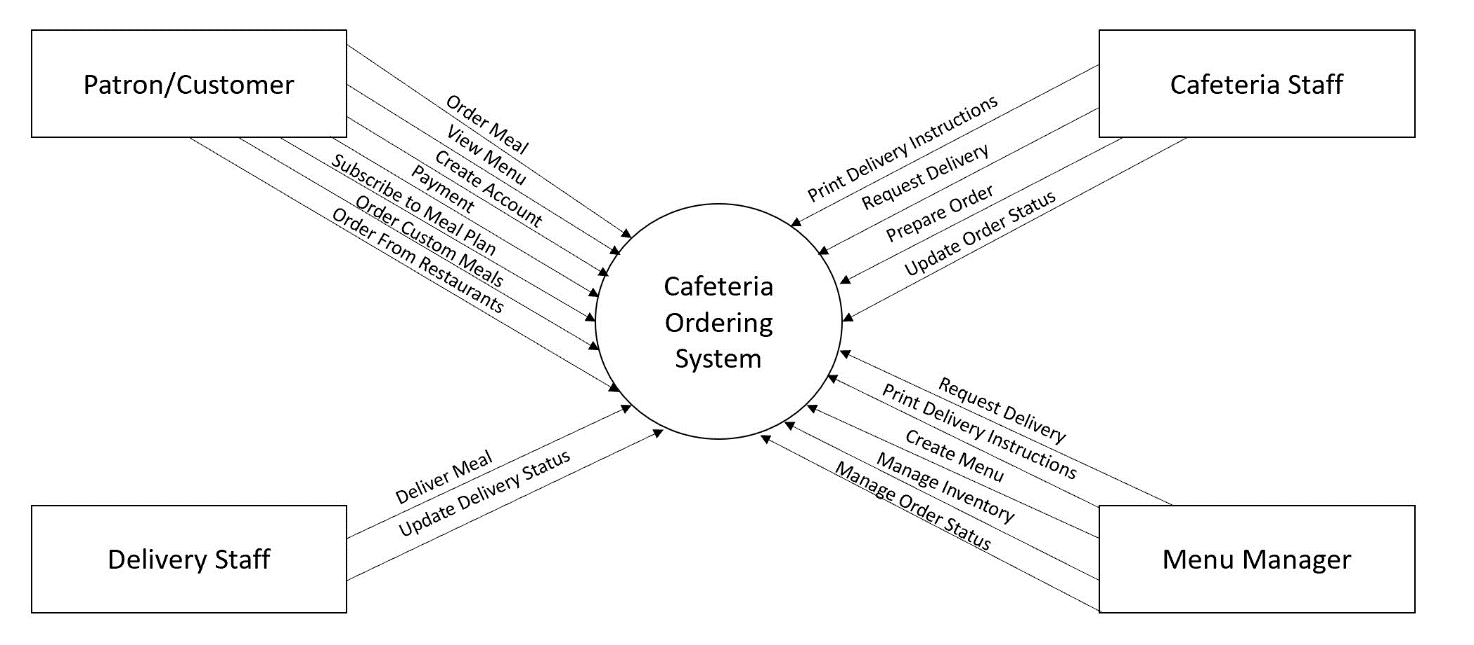 Patron/Customer
Cafeteria Staff
Order Meal
View Menu
Create Account
Payment
Subscribe to Meal Plan
Order Custom Meals
Order From Restaurants
Print Delivery Instructions
Request Delivery
Prepare Order
Update Order Status
Cafeteria
Ordering
System
Deliver Meal
Update Delivery Status
Request Delivery
Print Delivery Instructions
Create Menu
Manage Inventory
Manage Order Status
Delivery Staff
Menu Manager